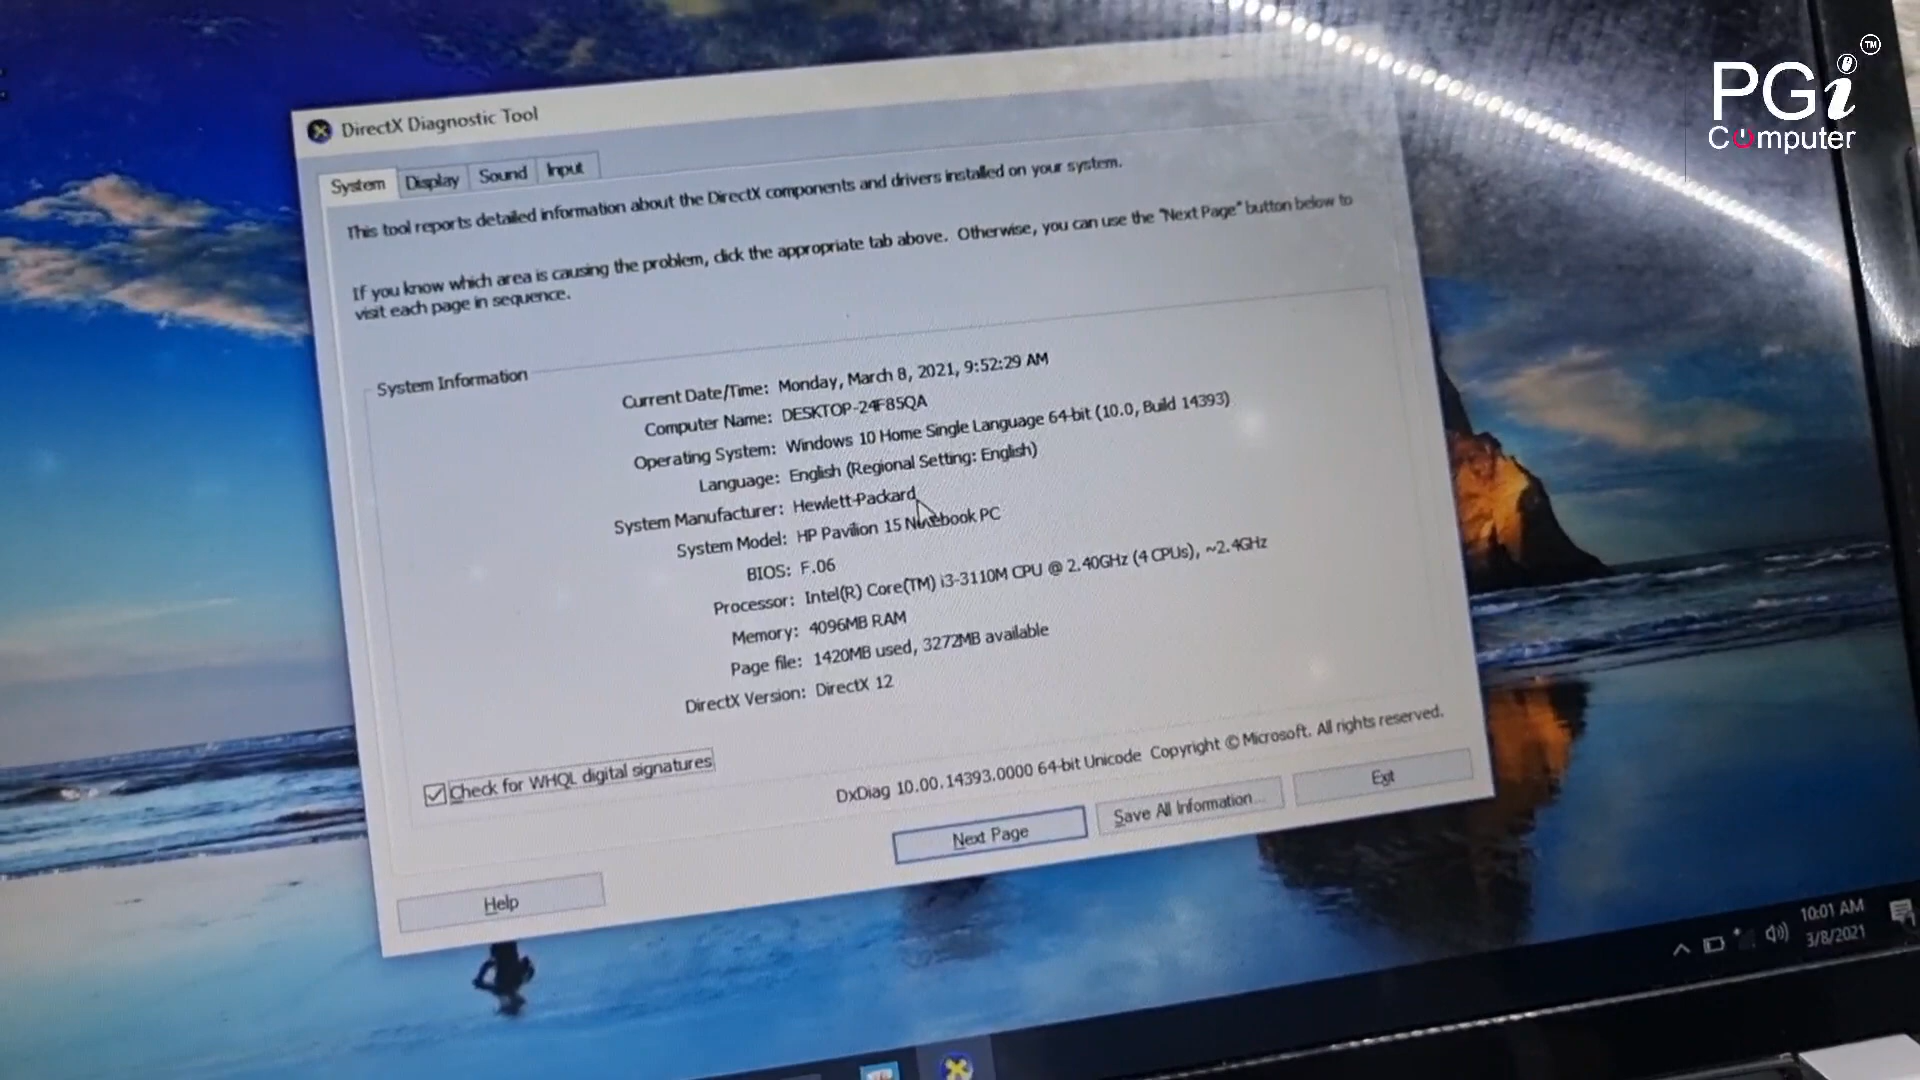 PGi
TM
Computer
DirectX Diagnostic Tool
System Display Sound Input
This tool reports detailed information about the DirectX components and drivers installed on your system.
If you know which area is causing the problem, click the appropriate tab above. Otherwise, you can use the "Next Page" button below to
visit each page in sequence.
System Information
Current Date/Time: Monday, March 8, 2021, 9:52:29 AM
Computer Name: DESKTOP-24F85QA
Operating System: Windows 10 Home Single Language 64-bit (10.0, Build 14393)
Language: English (Regional Setting: English)
System Manufacturer: Hewlett-Packard
System Model: HP Pavilion 15 Notebook PC
BIOS: F.06
Processor: Intel(R) Core(TM) i3-3110M CPU @ 2.40GHz (4 CPUs), ~2.4GHz
Memory: 4096MB RAM
Page file: 1420MB used, 3272MB available
DirectX Version: DirectX 12
Check for WHQL digital signatures
DxDiag 10.00.14393.0000 64-bit Unicode Copyright © Microsoft. All rights reserved.
Help Next Page Save All Information... Exit
10:01 AM
3/8/2021